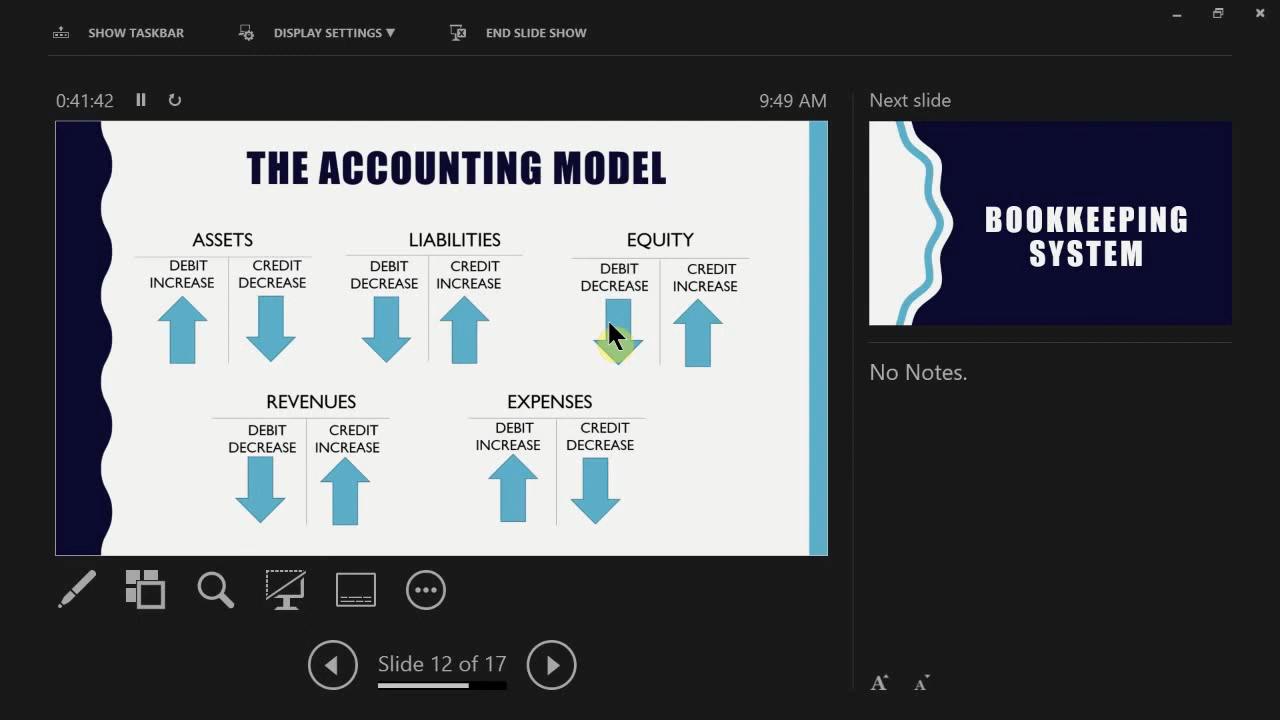 SHOW TASKBAR
DISPLAY SETTINGS ▼
END SLIDE SHOW
0:41:42
9:49 AM
Next slide
THE ACCOUNTING MODEL
ASSETS
DEBIT CREDIT
INCREASE DECREASE
LIABILITIES
DEBIT CREDIT
DECREASE INCREASE
EQUITY
DEBIT CREDIT
DECREASE INCREASE
REVENUES
DEBIT CREDIT
DECREASE INCREASE
EXPENSES
DEBIT CREDIT
INCREASE DECREASE
BOOKKEEPING
SYSTEM
No Notes.
Slide 12 of 17
A A